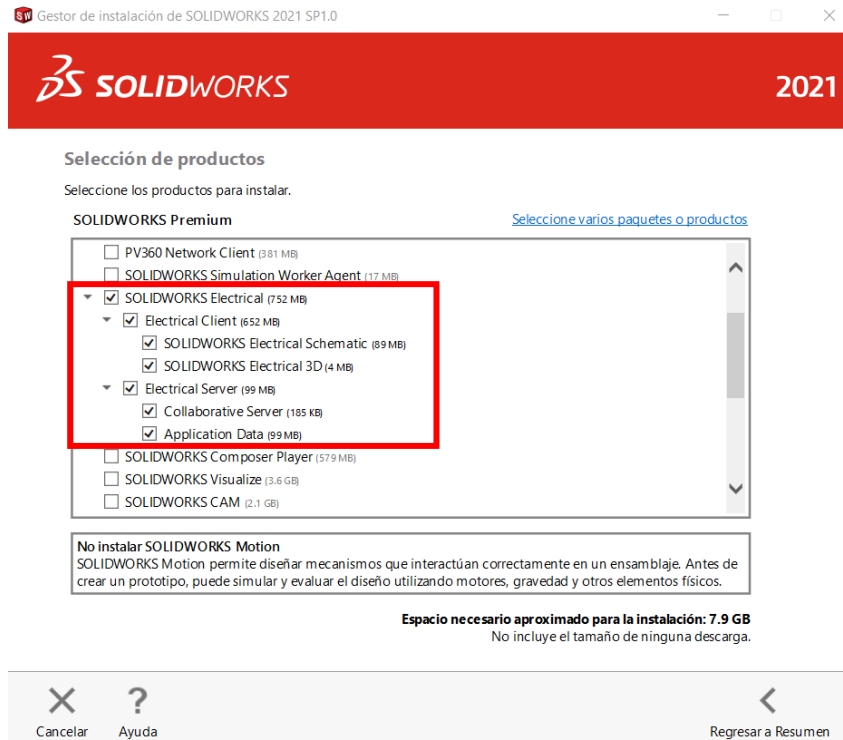 Gestor de instalación de SOLIDWORKS 2021 SP1.0
SOLIDWORKS
2021
Selección de productos
Seleccione los productos para instalar.
SOLIDWORKS Premium
Seleccione varios paquetes o productos
PV360 Network Client (381 MB)
SOLIDWORKS Simulation Worker Agent (17 MB)
SOLIDWORKS Electrical (752 MB)
Electrical Client (652 MB)
SOLIDWORKS Electrical Schematic (89 MB)
SOLIDWORKS Electrical 3D (4 MB)
Electrical Server (99 MB)
Collaborative Server (185 KB)
Application Data (99 MB)
SOLIDWORKS Composer Player (579 MB)
SOLIDWORKS Visualize (3.6 GB)
SOLIDWORKS CAM (2.1 GB)
No instalar SOLIDWORKS Motion
SOLIDWORKS Motion permite diseñar mecanismos que interactúan correctamente en un ensamblaje. Antes de
crear un prototipo, puede simular y evaluar el diseño utilizando motores, gravedad y otros elementos físicos.
Espacio necesario aproximado para la instalación: 7.9 GB
No incluye el tamaño de ninguna descarga.
Cancelar
Ayuda
Regresar a Resumen